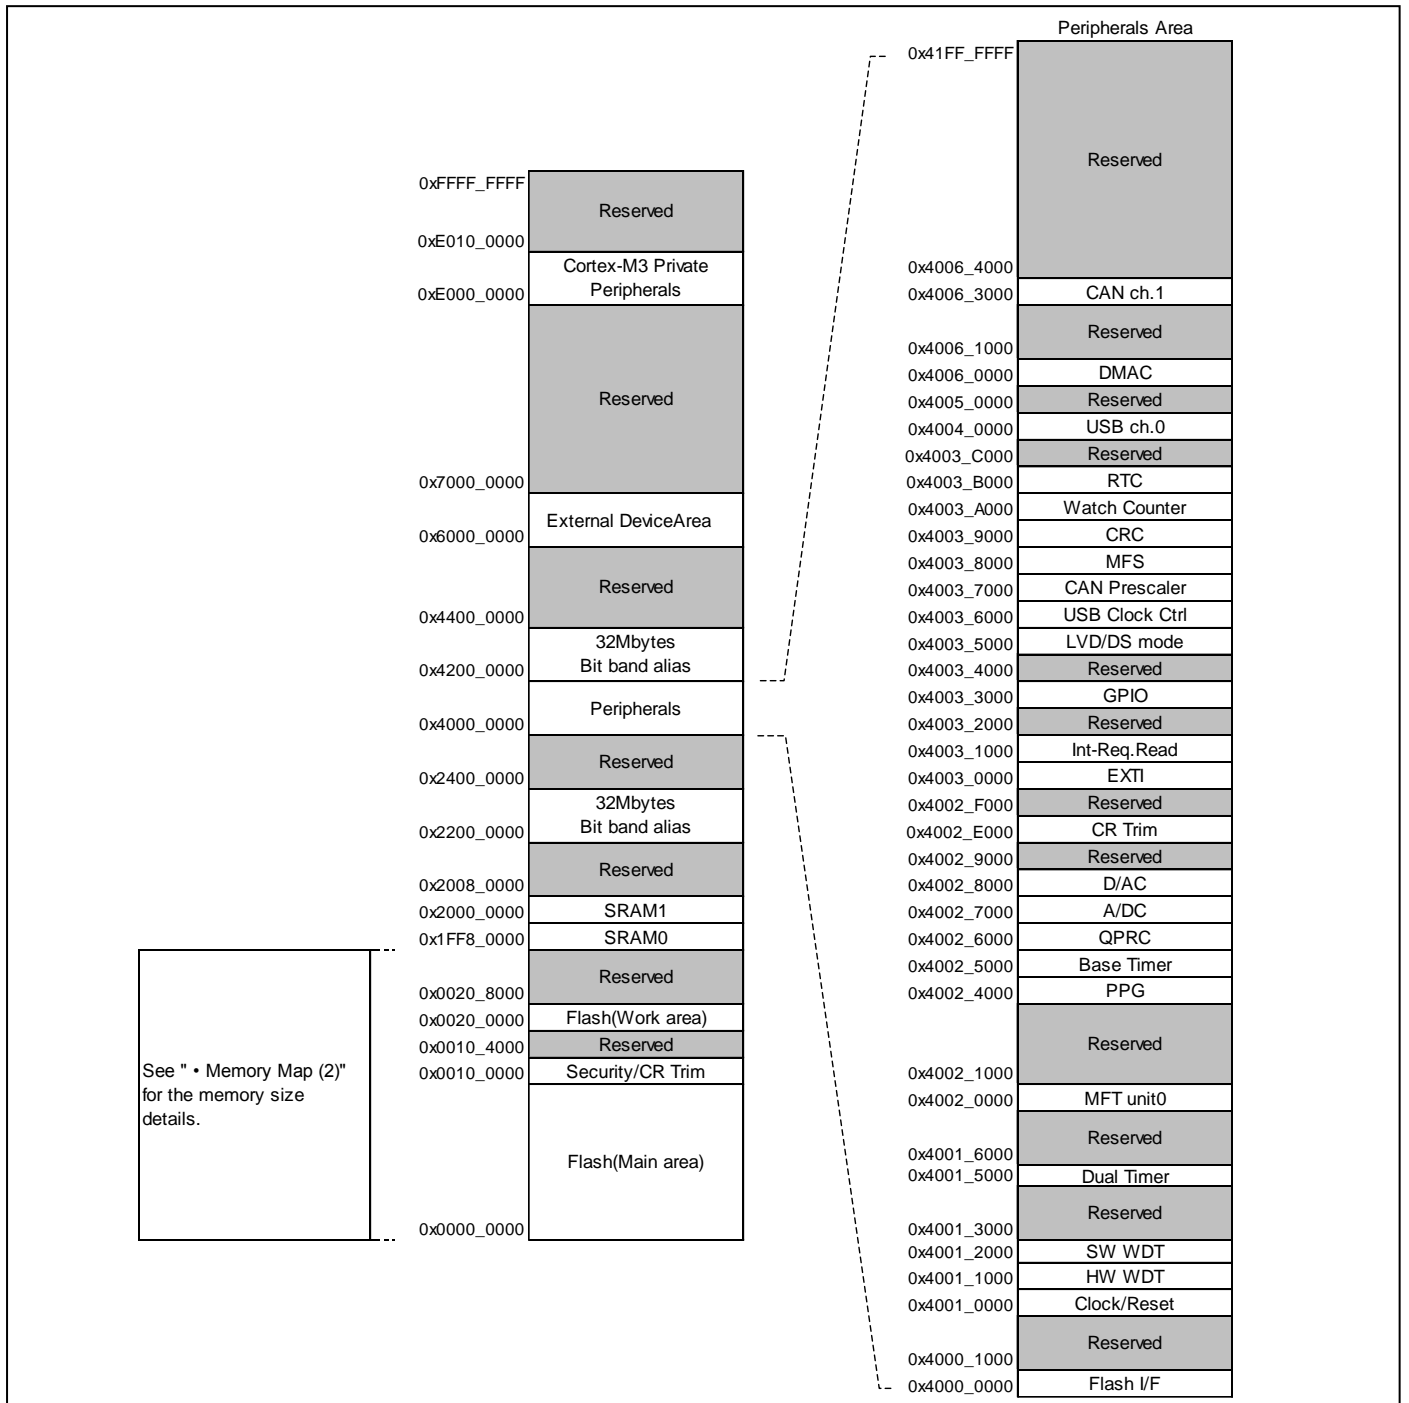 Peripherals Area
0x41FF_FFFF
Reserved
0x4006_4000
0x4006_3000 CAN ch.1
Reserved
0x4006_1000
0x4006_0000 DMAC
0x4005_0000 Reserved
0x4004_0000 USB ch.0
0x4003_C000 Reserved
0x4003_B000 RTC
0x4003_A000 Watch Counter
0x4003_9000 CRC
0x4003_8000 MFS
0x4003_7000 CAN Prescaler
0x4003_6000 USB Clock Ctrl
0x4003_5000 LVD/DS mode
0x4003_4000 Reserved
0x4003_3000 GPIO
0x4003_2000 Reserved
0x4003_1000 Int-Req.Read
0x4003_0000 EXTI
0x4002_F000 Reserved
0x4002_E000 CR Trim
0x4002_9000 Reserved
0x4002_8000 D/AC
0x4002_7000 A/DC
0x4002_6000 QPRC
0x4002_5000 Base Timer
0x4002_4000 PPG
Reserved
0x4002_1000
0x4002_0000 MFT unit0
Reserved
0x4001_6000
0x4001_5000 Dual Timer
Reserved
0x4001_3000
0x4001_2000 SW WDT
0x4001_1000 HW WDT
0x4001_0000 Clock/Reset
Reserved
0x4000_1000
0x4000_0000 Flash I/F
0xFFFF_FFFF
Reserved
0xE010_0000
Cortex-M3 Private
0xE000_0000 Peripherals
Reserved
0x7000_0000
External DeviceArea
0x6000_0000
Reserved
0x4400_0000
32Mbytes
0x4200_0000 Bit band alias
Peripherals
0x4000_0000
Reserved
0x2400_0000
32Mbytes
0x2200_0000 Bit band alias
Reserved
0x2008_0000
0x2000_0000 SRAM1
0x1FF8_0000 SRAM0
Reserved
0x0020_8000
0x0020_0000 Flash(Work area)
0x0010_4000 Reserved
0x0010_0000 Security/CR Trim
Flash(Main area)
0x0000_0000
See " • Memory Map (2)"
for the memory size
details.